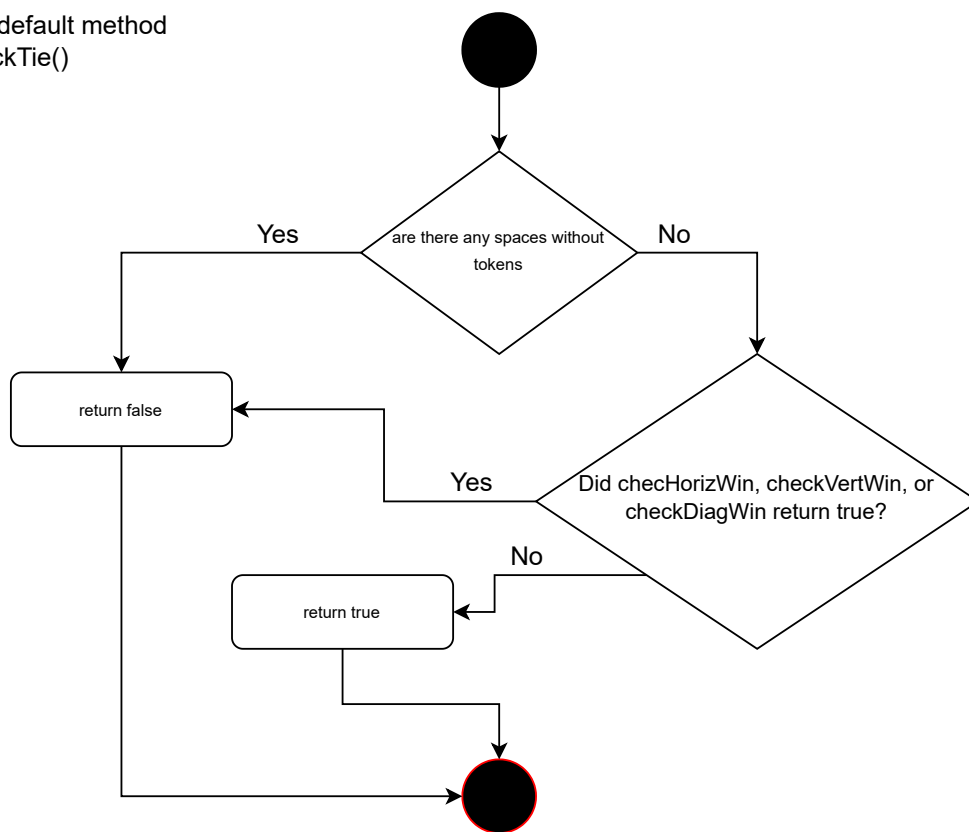 default method
ckTie()
Yes
No
are there any spaces without
tokens
return false
Yes
Did checHorizWin, checkVertWin, or
checkDiagWin return true?
No
return true